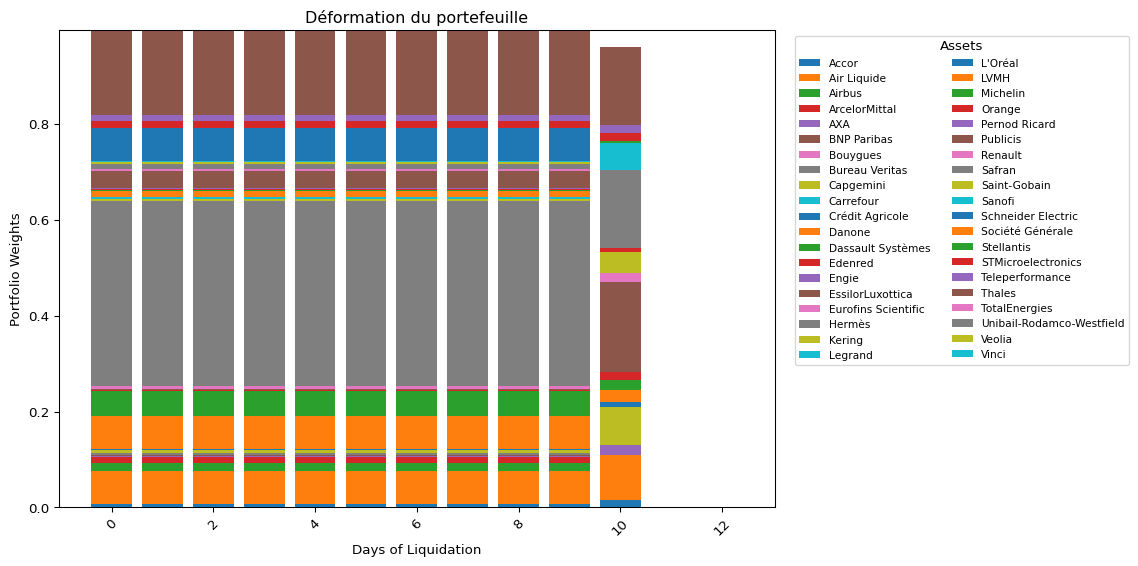 Déformation du portefeuille
Portfolio Weights
0.8
0.6
0.4
0.2
0.0
0
2
4
6
8
10
12
Days of Liquidation
Assets
Accor
Air Liquide
Airbus
ArcelorMittal
AXA
BNP Paribas
Bouygues
Bureau Veritas
Capgemini
Carrefour
Crédit Agricole
Danone
Dassault Systèmes
Edenred
Engie
EssilorLuxottica
Eurofins Scientific
Hermès
Kering
Legrand
L'Oréal
LVMH
Michelin
Orange
Pernod Ricard
Publicis
Renault
Safran
Saint-Gobain
Sanofi
Schneider Electric
Société Générale
Stellantis
STMicroelectronics
Teleperformance
Thales
TotalEnergies
Unibail-Rodamco-Westfield
Veolia
Vinci